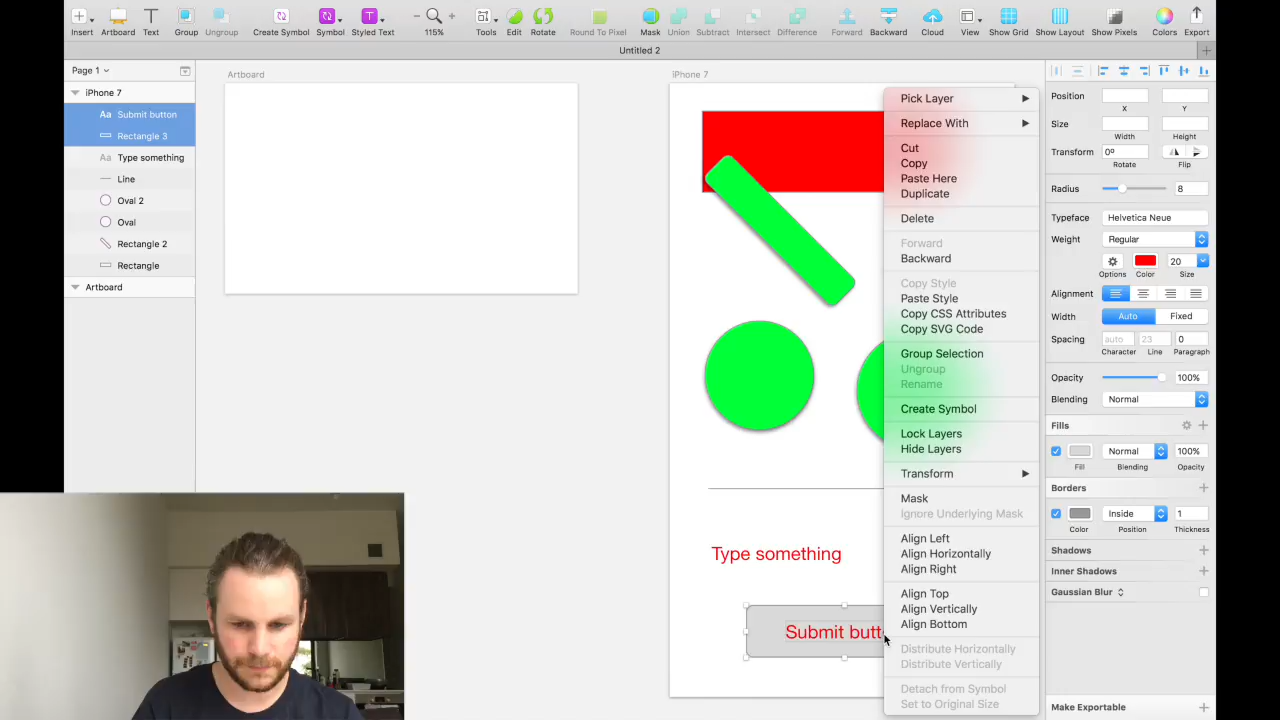 Insert
Artboard
Text
Group
Ungroup
Create Symbol
Symbol
Styled Text
115%
Tools
Edit
Rotate
Round To Pixel
Mask
Union
Subtract
Intersect
Difference
Forward
Backward
Cloud
View
Show Grid
Show Layout
Show Pixels
Colors
Export
Untitled 2
Page 1
iPhone 7
Aa Submit button
Rectangle 3
Aa Type something
Line
Oval 2
Oval
Rectangle 2
Rectangle
Artboard
Artboard
iPhone 7
Type something
Submit butt
Pick Layer
Replace With
Cut
Copy
Paste Here
Duplicate
Delete
Forward
Backward
Copy Style
Paste Style
Copy CSS Attributes
Copy SVG Code
Group Selection
Ungroup
Rename
Create Symbol
Lock Layers
Hide Layers
Transform
Mask
Ignore Underlying Mask
Align Left
Align Horizontally
Align Right
Align Top
Align Vertically
Align Bottom
Distribute Horizontally
Distribute Vertically
Detach from Symbol
Set to Original Size
Position
X Y
Size
Width Height
Transform 0º
Rotate Flip
Radius 8
Typeface Helvetica Neue
Weight Regular
20
Options Color Size
Alignment
Width Auto Fixed
Spacing auto 23 0
Character Line Paragraph
Opacity 100%
Blending Normal
Fills
Normal 100%
Fill Blending Opacity
Borders
Inside 1
Color Position Thickness
Shadows
Inner Shadows
Gaussian Blur
Make Exportable